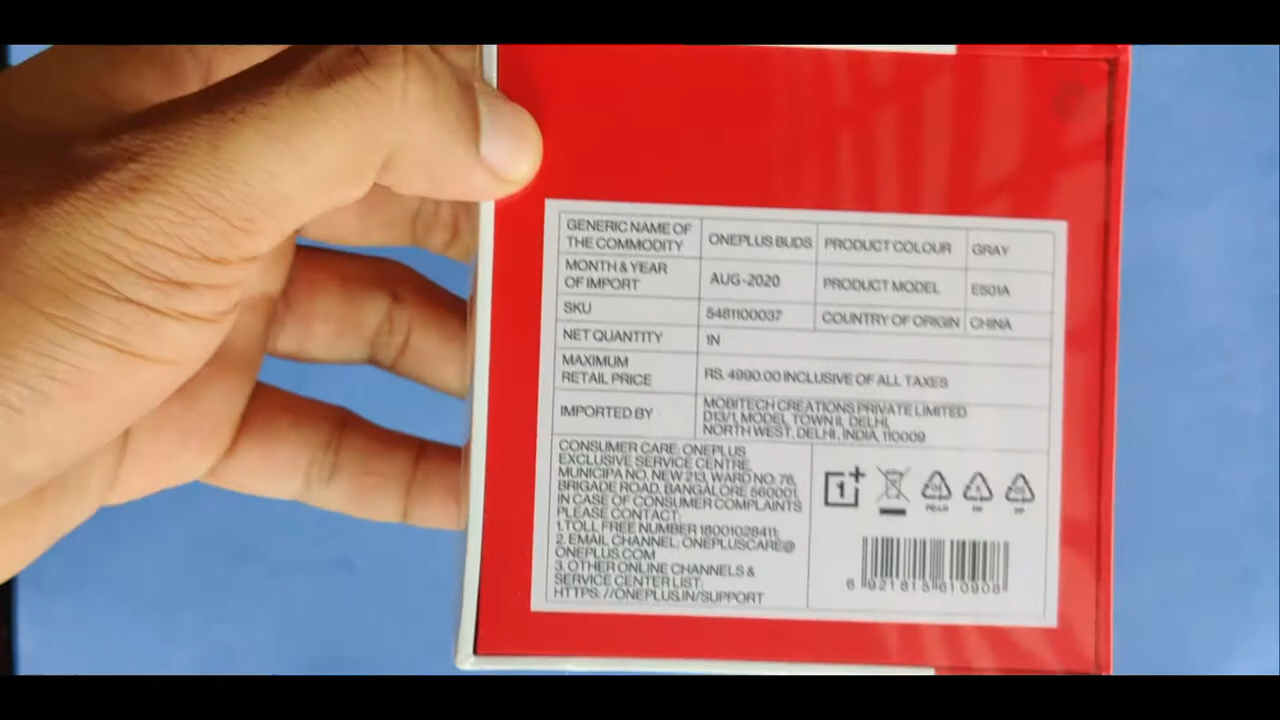 GENERIC NAME OF
THE COMMODITY
ONEPLUS BUDS
PRODUCT COLOUR
GRAY
MONTH & YEAR
OF IMPORT
AUG-2020
PRODUCT MODEL
E501A
SKU
5481100037
COUNTRY OF ORIGIN
CHINA
NET QUANTITY
1N
MAXIMUM
RETAIL PRICE
RS. 4990.00 INCLUSIVE OF ALL TAXES
IMPORTED BY
MOBITECH CREATIONS PRIVATE LIMITED
D13/1, MODEL TOWN II, DELHI,
NORTH WEST, DELHI, INDIA, 110009
CONSUMER CARE: ONEPLUS
EXCLUSIVE SERVICE CENTRE,
MUNICIPA NO. NEW 213, WARD NO. 76,
BRIGADE ROAD, BANGALORE 560001,
IN CASE OF CONSUMER COMPLAINTS
PLEASE CONTACT:
1. TOLL FREE NUMBER 18001028411;
2. EMAIL CHANNEL: ONEPLUSCARE@
ONEPLUS.COM
3. OTHER ONLINE CHANNELS &
SERVICE CENTER LIST:
HTTPS: //ONEPLUS.IN/SUPPORT
1+
6 921815 610908